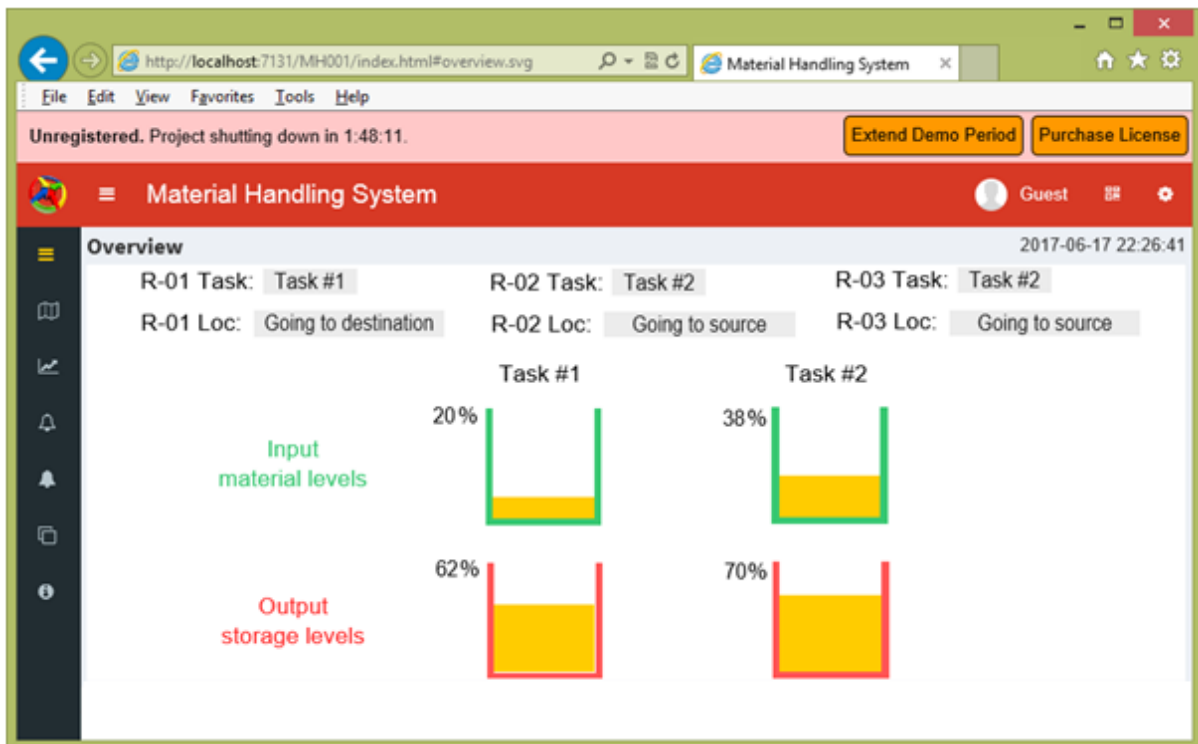 http://localhost:7131/MH001/index.html#overview.svg
Material Handling System
File Edit View Favorites Tools Help
Unregistered. Project shutting down in 1:48:11.
Extend Demo Period
Purchase License
Material Handling System
Guest
Overview
2017-06-17 22:26:41
R-01 Task: Task #1
R-02 Task: Task #2
R-03 Task: Task #2
R-01 Loc: Going to destination
R-02 Loc: Going to source
R-03 Loc: Going to source
Task #1
Task #2
20%
38%
Input
material levels
62%
70%
Output
storage levels